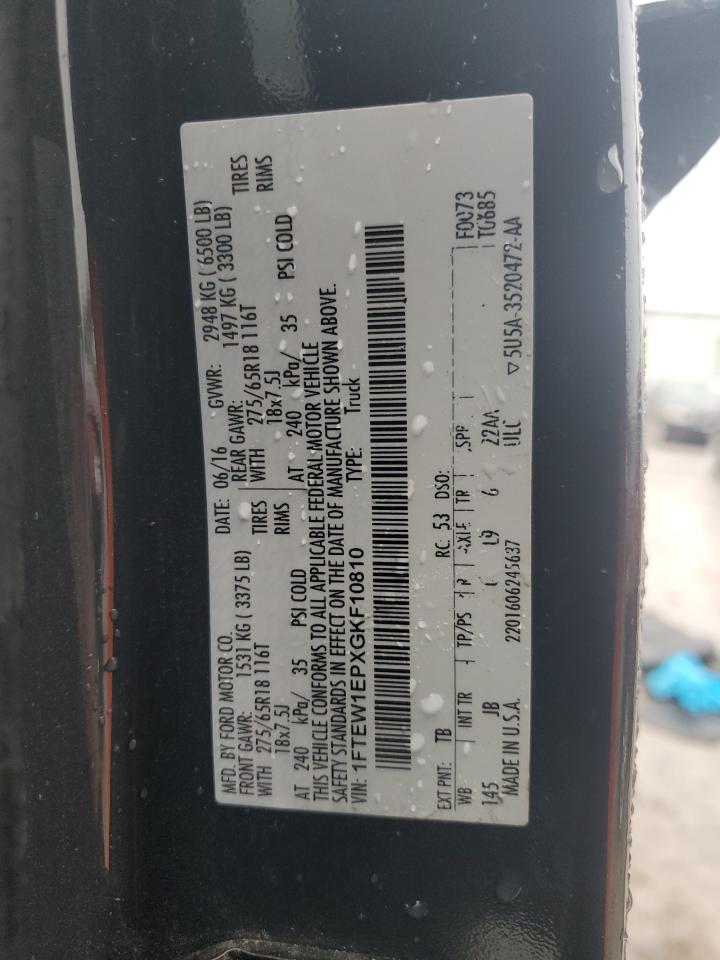 MFD. BY FORD MOTOR CO.
DATE: 06/16 GVWR: 2948 KG ( 6500 LB)
FRONT GAWR: 1531 KG ( 3375 LB) REAR GAWR: 1497 KG ( 3300 LB)
WITH 275/65R18 116T TIRES WITH 275/65R18 116T TIRES
18x7.5J RIMS 18x7.5J RIMS
AT 240 kPa/ 35 PSI COLD AT 240 kPa/ 35 PSI COLD
THIS VEHICLE CONFORMS TO ALL APPLICABLE FEDERAL MOTOR VEHICLE
SAFETY STANDARDS IN EFFECT ON THE DATE OF MANUFACTURE SHOWN ABOVE.
VIN: 1FTEW1EPXGKF10810 TYPE: Truck
EXT PNT: TB RC: 53 DSO: F0073
WB INT TR TP/PS R AXLE TR SPR T0685
145 JB L9 6 22AA
MADE IN U.S.A. 2201606245637 ULC ▽5U5A-3520472-AA